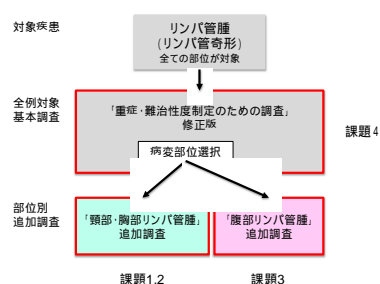 対象疾患
リンパ管腫
(リンパ管奇形)
全ての部位が対象
全例対象
基本調査
「重症・難治性度制定のための調査」
修正版
病変部位選択
課題4
部位別
追加調査
「頸部・胸部リンパ管腫」
追加調査
「腹部リンパ管腫」
追加調査
課題1,2
課題3